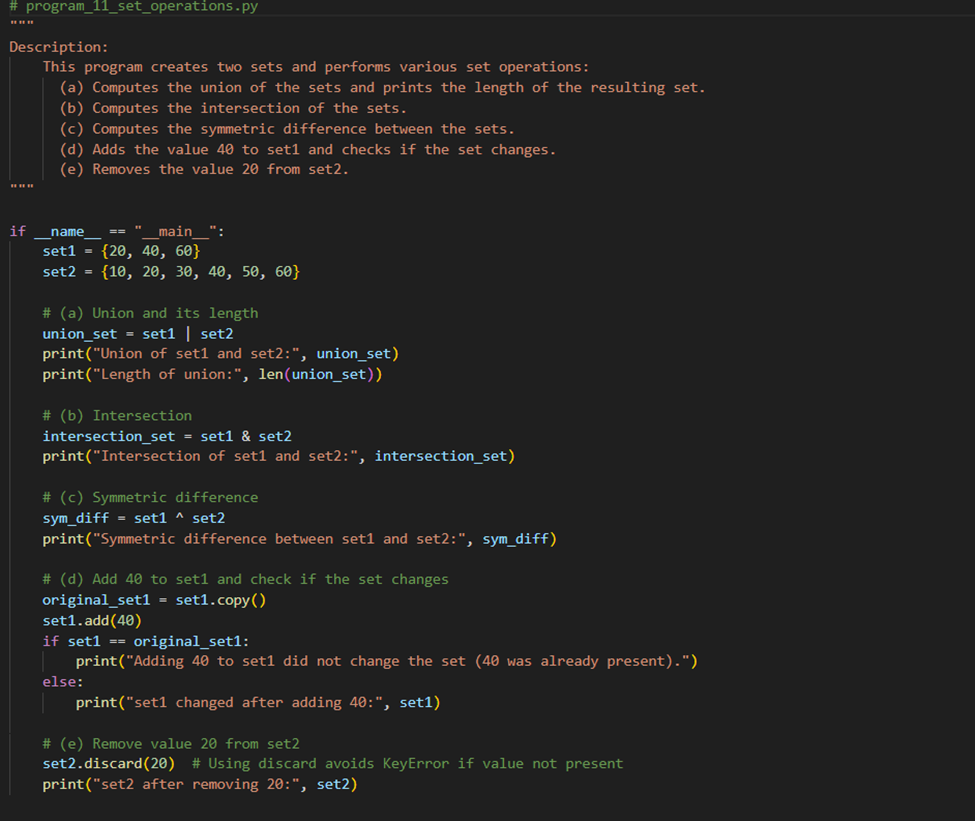 # program_11_set_operations.py
"""
Description:
    This program creates two sets and performs various set operations:
      (a) Computes the union of the sets and prints the length of the resulting set.
      (b) Computes the intersection of the sets.
      (c) Computes the symmetric difference between the sets.
      (d) Adds the value 40 to set1 and checks if the set changes.
      (e) Removes the value 20 from set2.
"""

if __name__ == "__main__":
    set1 = {20, 40, 60}
    set2 = {10, 20, 30, 40, 50, 60}

    # (a) Union and its length
    union_set = set1 | set2
    print("Union of set1 and set2:", union_set)
    print("Length of union:", len(union_set))

    # (b) Intersection
    intersection_set = set1 & set2
    print("Intersection of set1 and set2:", intersection_set)

    # (c) Symmetric difference
    sym_diff = set1 ^ set2
    print("Symmetric difference between set1 and set2:", sym_diff)

    # (d) Add 40 to set1 and check if the set changes
    original_set1 = set1.copy()
    set1.add(40)
    if set1 == original_set1:
        print("Adding 40 to set1 did not change the set (40 was already present).")
    else:
        print("set1 changed after adding 40:", set1)

    # (e) Remove value 20 from set2
    set2.discard(20)  # Using discard avoids KeyError if value not present
    print("set2 after removing 20:", set2)